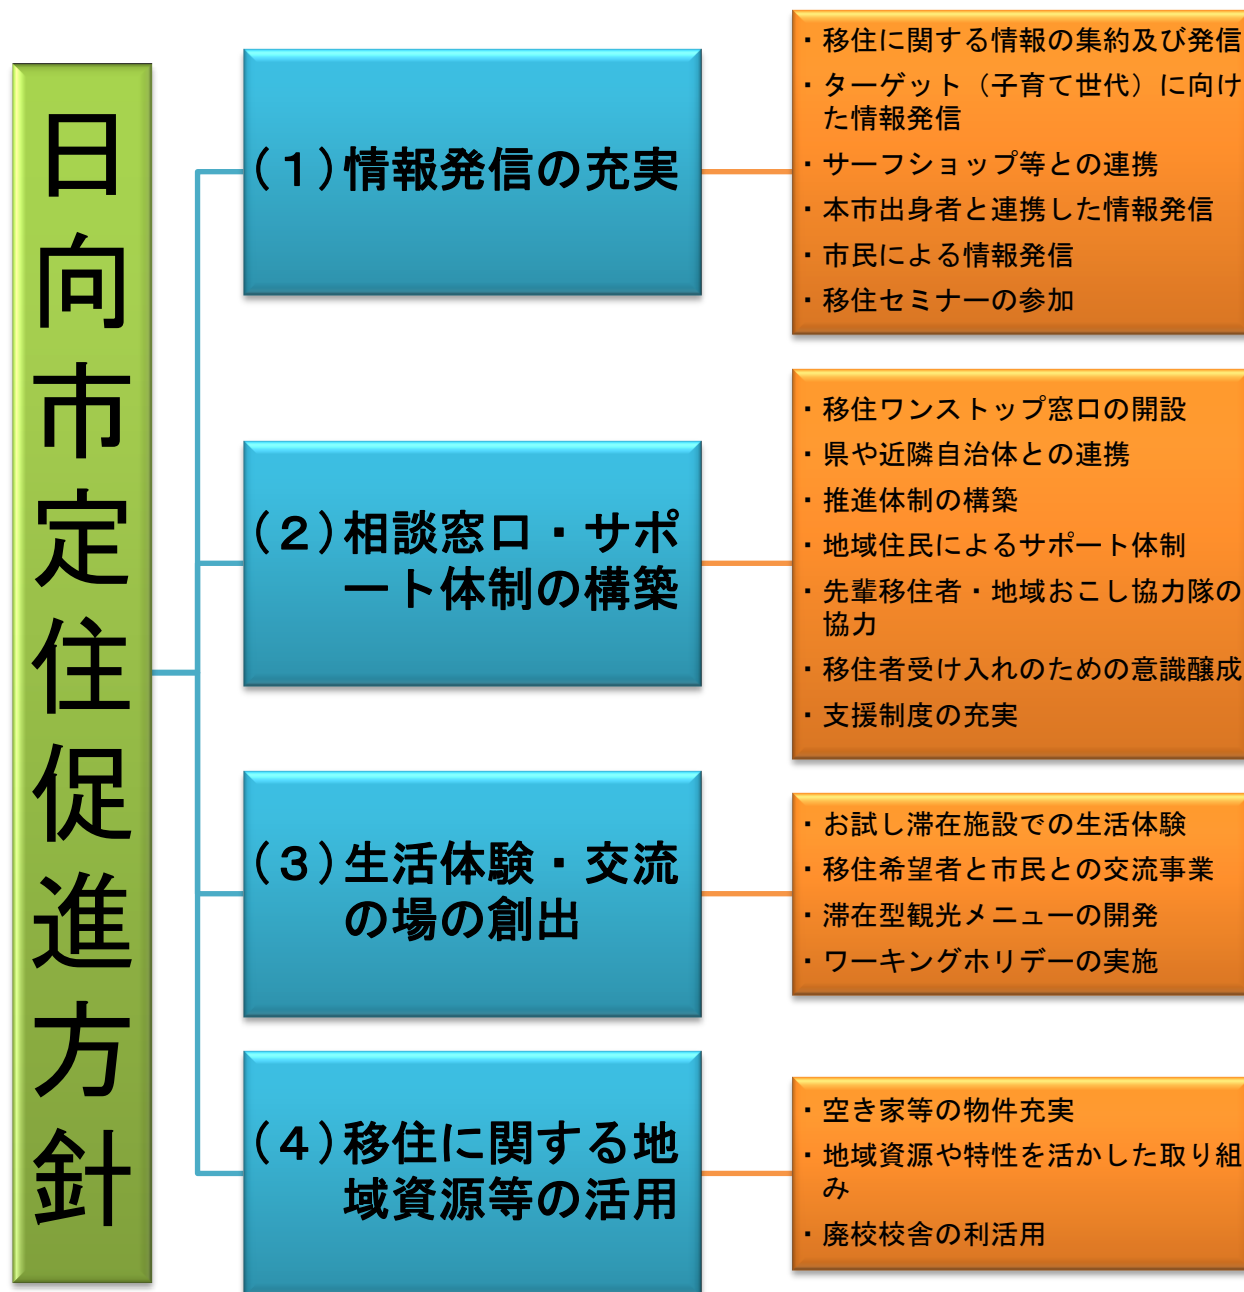 日向市定住促進方針
(1)情報発信の充実
・移住に関する情報の集約及び発信
・ターゲット（子育て世代）に向け
た情報発信
・サーフショップ等との連携
・本市出身者と連携した情報発信
・市民による情報発信
・移住セミナーの参加
(2)相談窓口・サポ
ート体制の構築
・移住ワンストップ窓口の開設
・県や近隣自治体との連携
・推進体制の構築
・地域住民によるサポート体制
・先輩移住者・地域おこし協力隊の
協力
・移住者受け入れのための意識醸成
・支援制度の充実
(3)生活体験・交流
の場の創出
・お試し滞在施設での生活体験
・移住希望者と市民との交流事業
・滞在型観光メニューの開発
・ワーキングホリデーの実施
(4)移住に関する地
域資源等の活用
・空き家等の物件充実
・地域資源や特性を活かした取り組
み
・廃校校舎の利活用